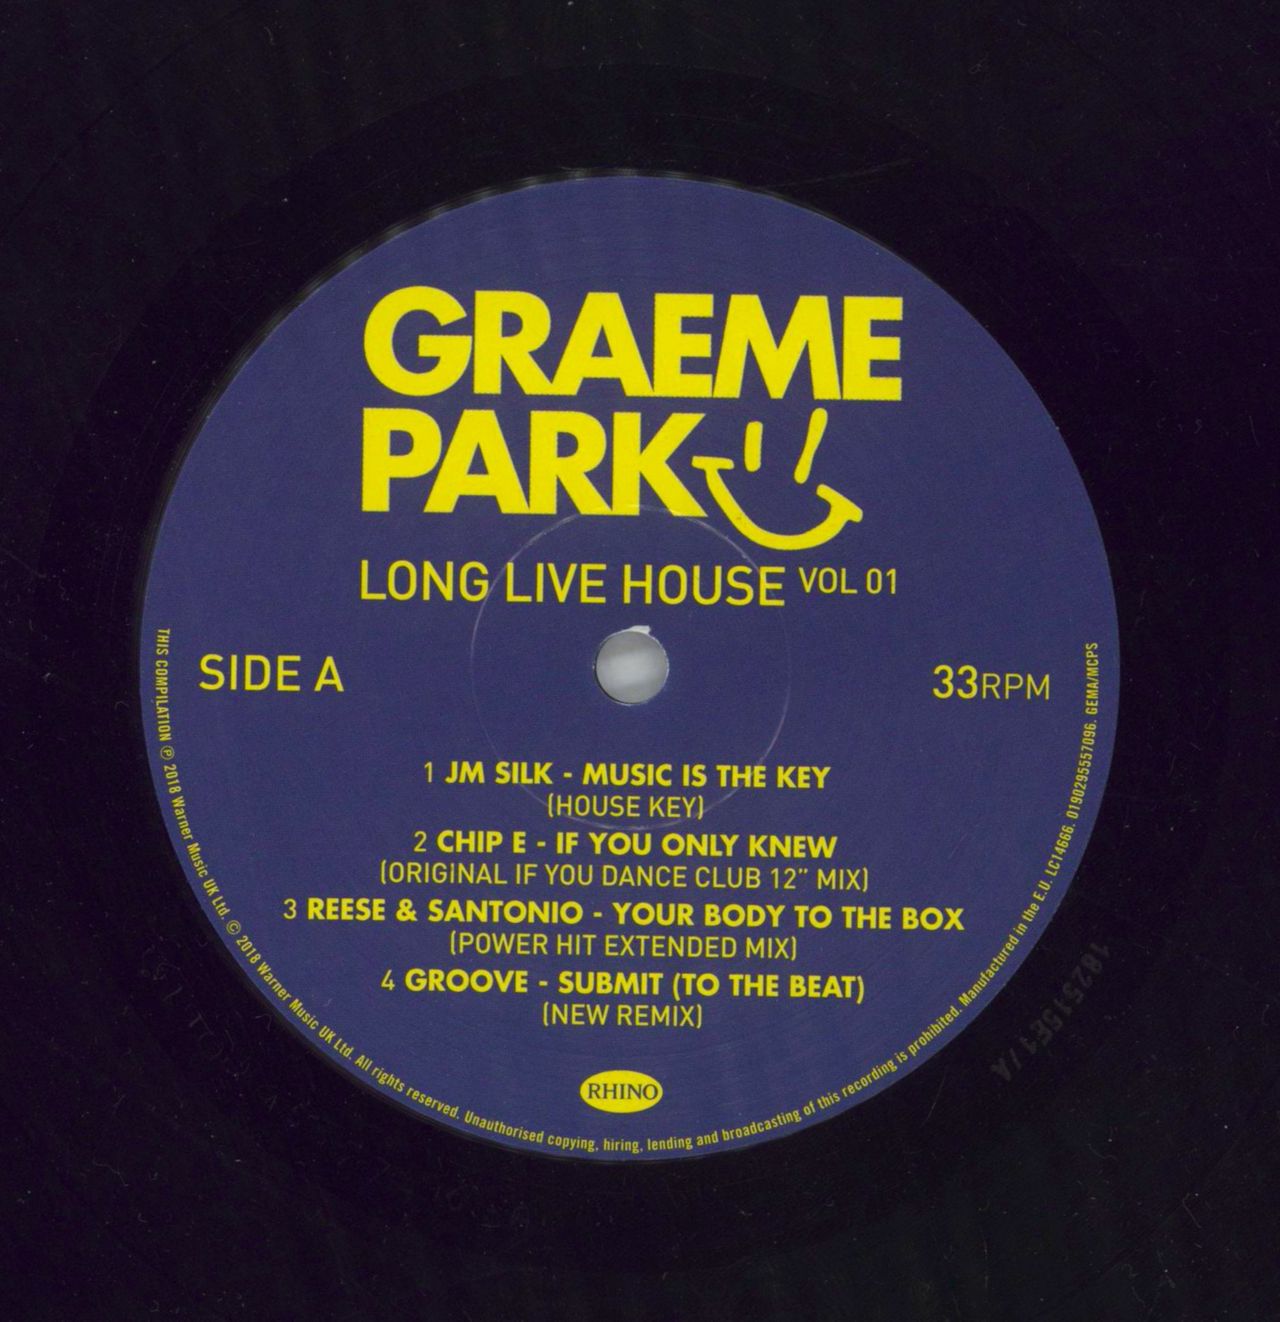 GRAEME
PARK
LONG LIVE HOUSE VOL 01
SIDE A
33RPM
1 JM SILK - MUSIC IS THE KEY
(HOUSE KEY)
2 CHIP E - IF YOU ONLY KNEW
(ORIGINAL IF YOU DANCE CLUB 12” MIX)
3 REESE & SANTONIO - YOUR BODY TO THE BOX
(POWER HIT EXTENDED MIX)
4 GROOVE - SUBMIT (TO THE BEAT)
(NEW REMIX)
RHINO
THIS COMPILATION ℗ 2018 Warner Music UK Ltd. © 2018 Warner Music UK Ltd. All rights reserved. Unauthorised copying, hiring, lending and broadcasting of this recording is prohibited. Manufactured in the E.U. LC14666. 0190295557096. GEMA/MCPS